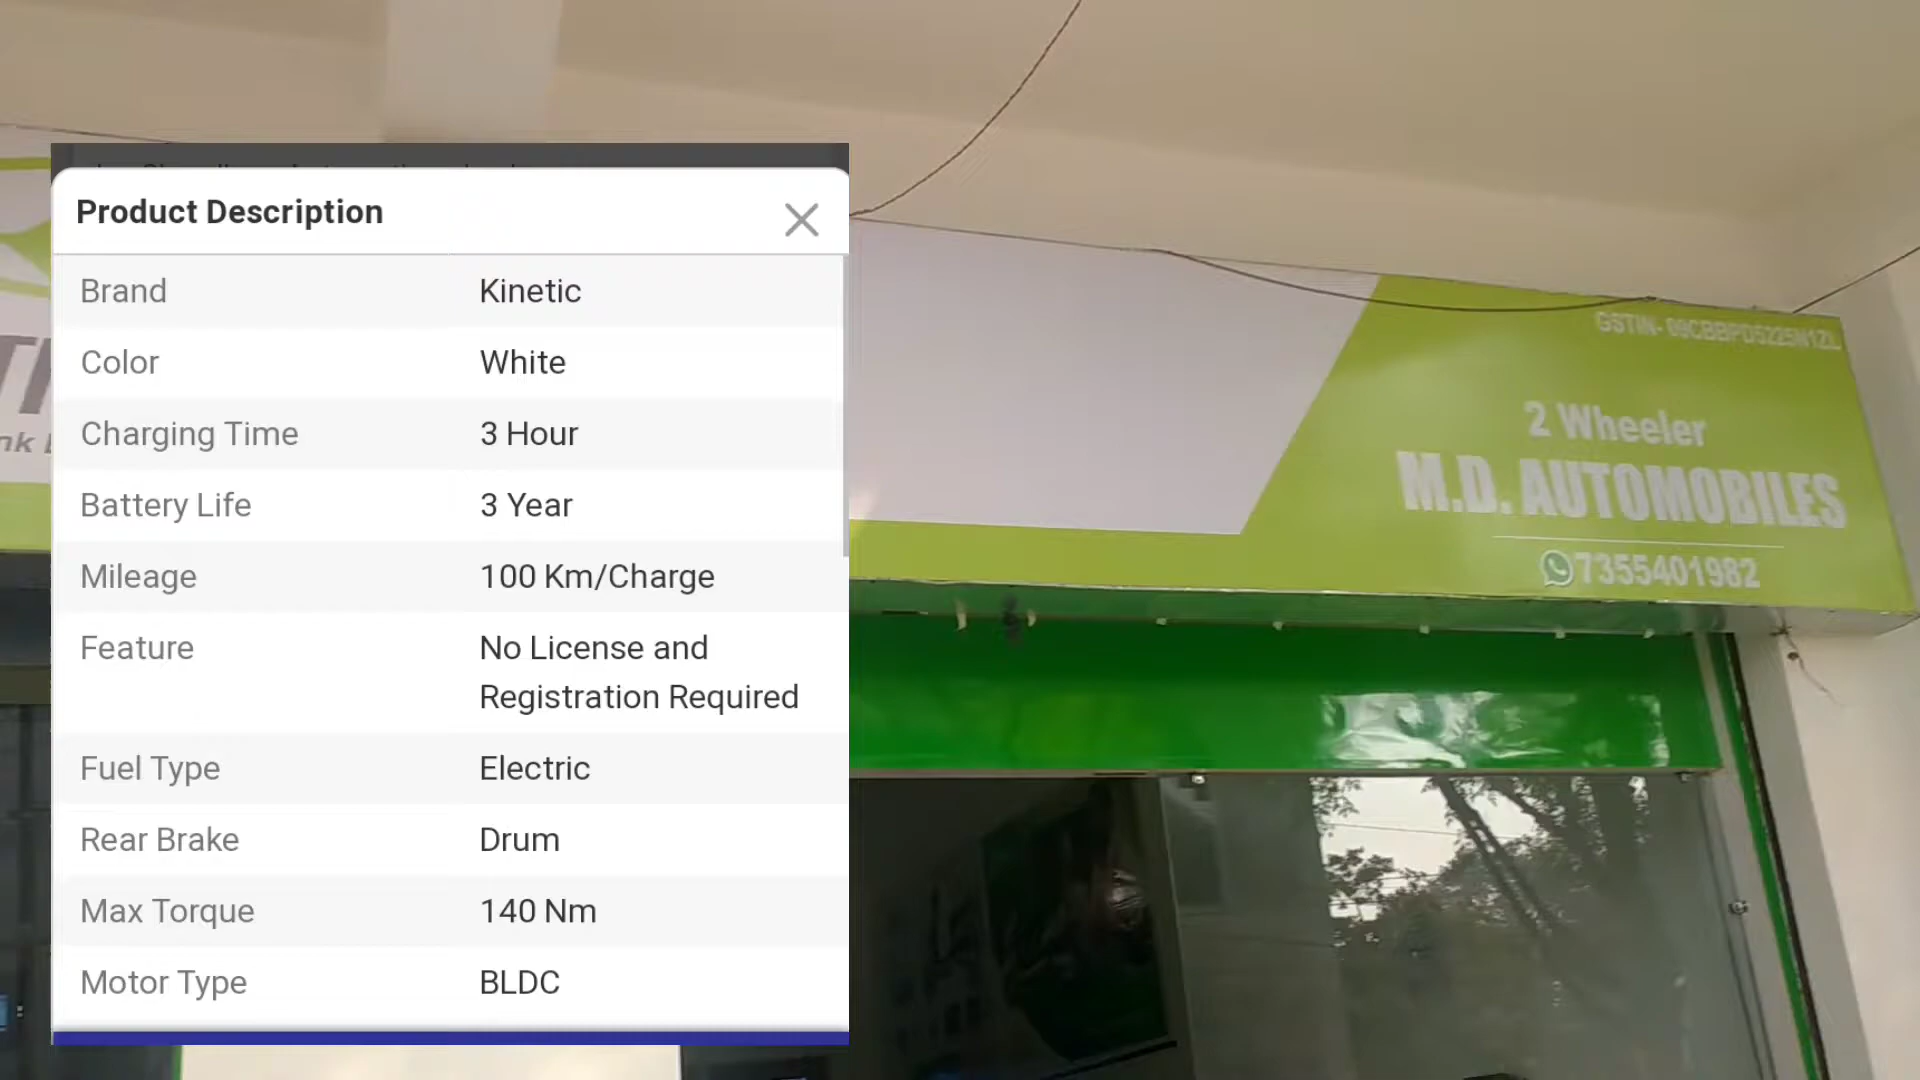 Product Description
Brand Kinetic
Color White
Charging Time 3 Hour
Battery Life 3 Year
Mileage 100 Km/Charge
Feature No License and
Registration Required
Fuel Type Electric
Rear Brake Drum
Max Torque 140 Nm
Motor Type BLDC
2 Wheeler
M.D. AUTOMOBILES
7355401982